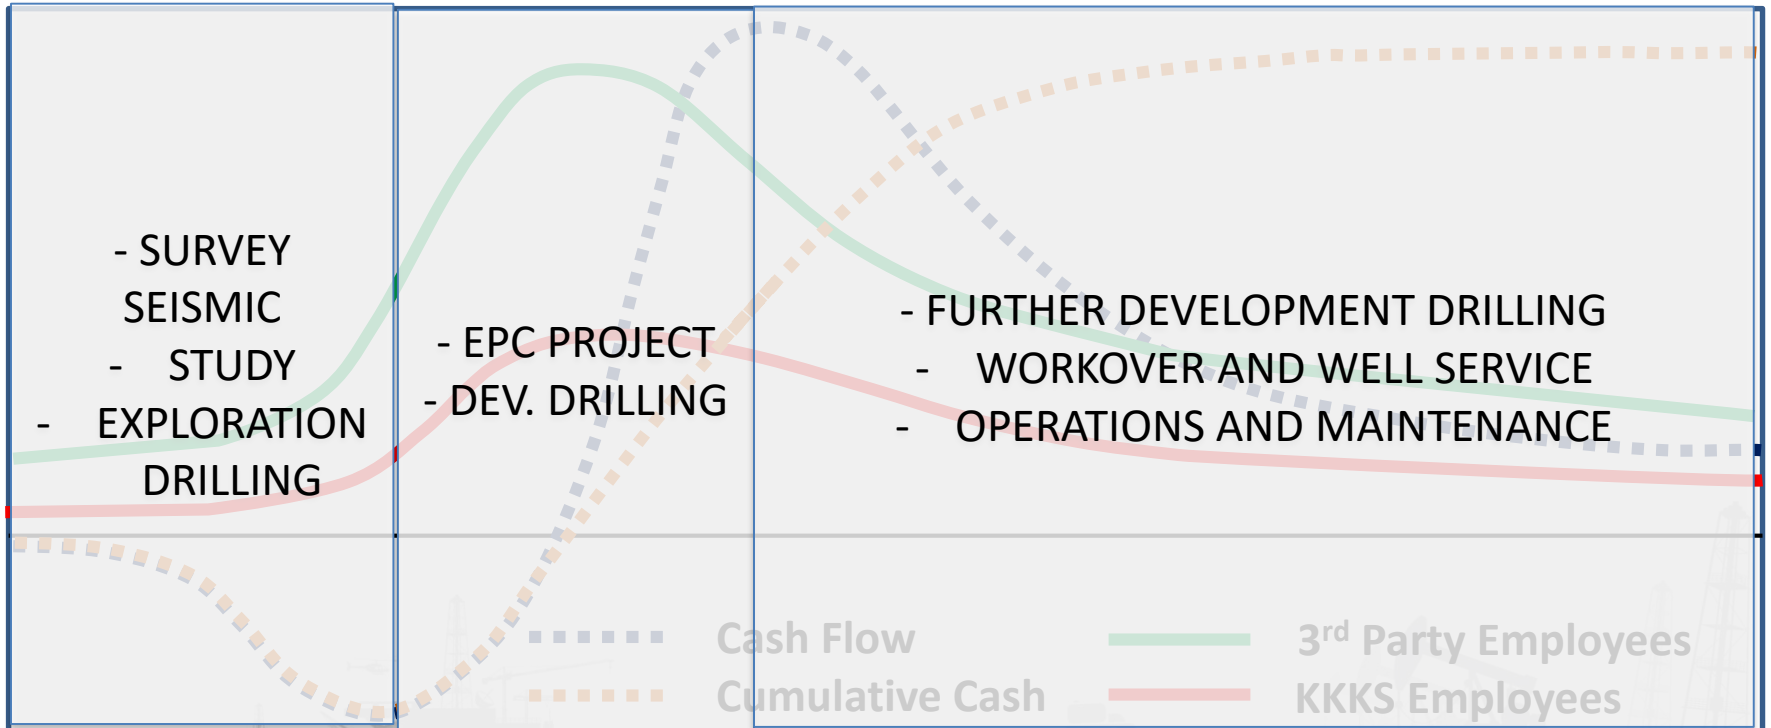 - SURVEY
SEISMIC
- STUDY
- EXPLORATION
DRILLING
- EPC PROJECT
- DEV. DRILLING
- FURTHER DEVELOPMENT DRILLING
- WORKOVER AND WELL SERVICE
- OPERATIONS AND MAINTENANCE
Cash Flow
3rd Party Employees
Cumulative Cash
KKKS Employees